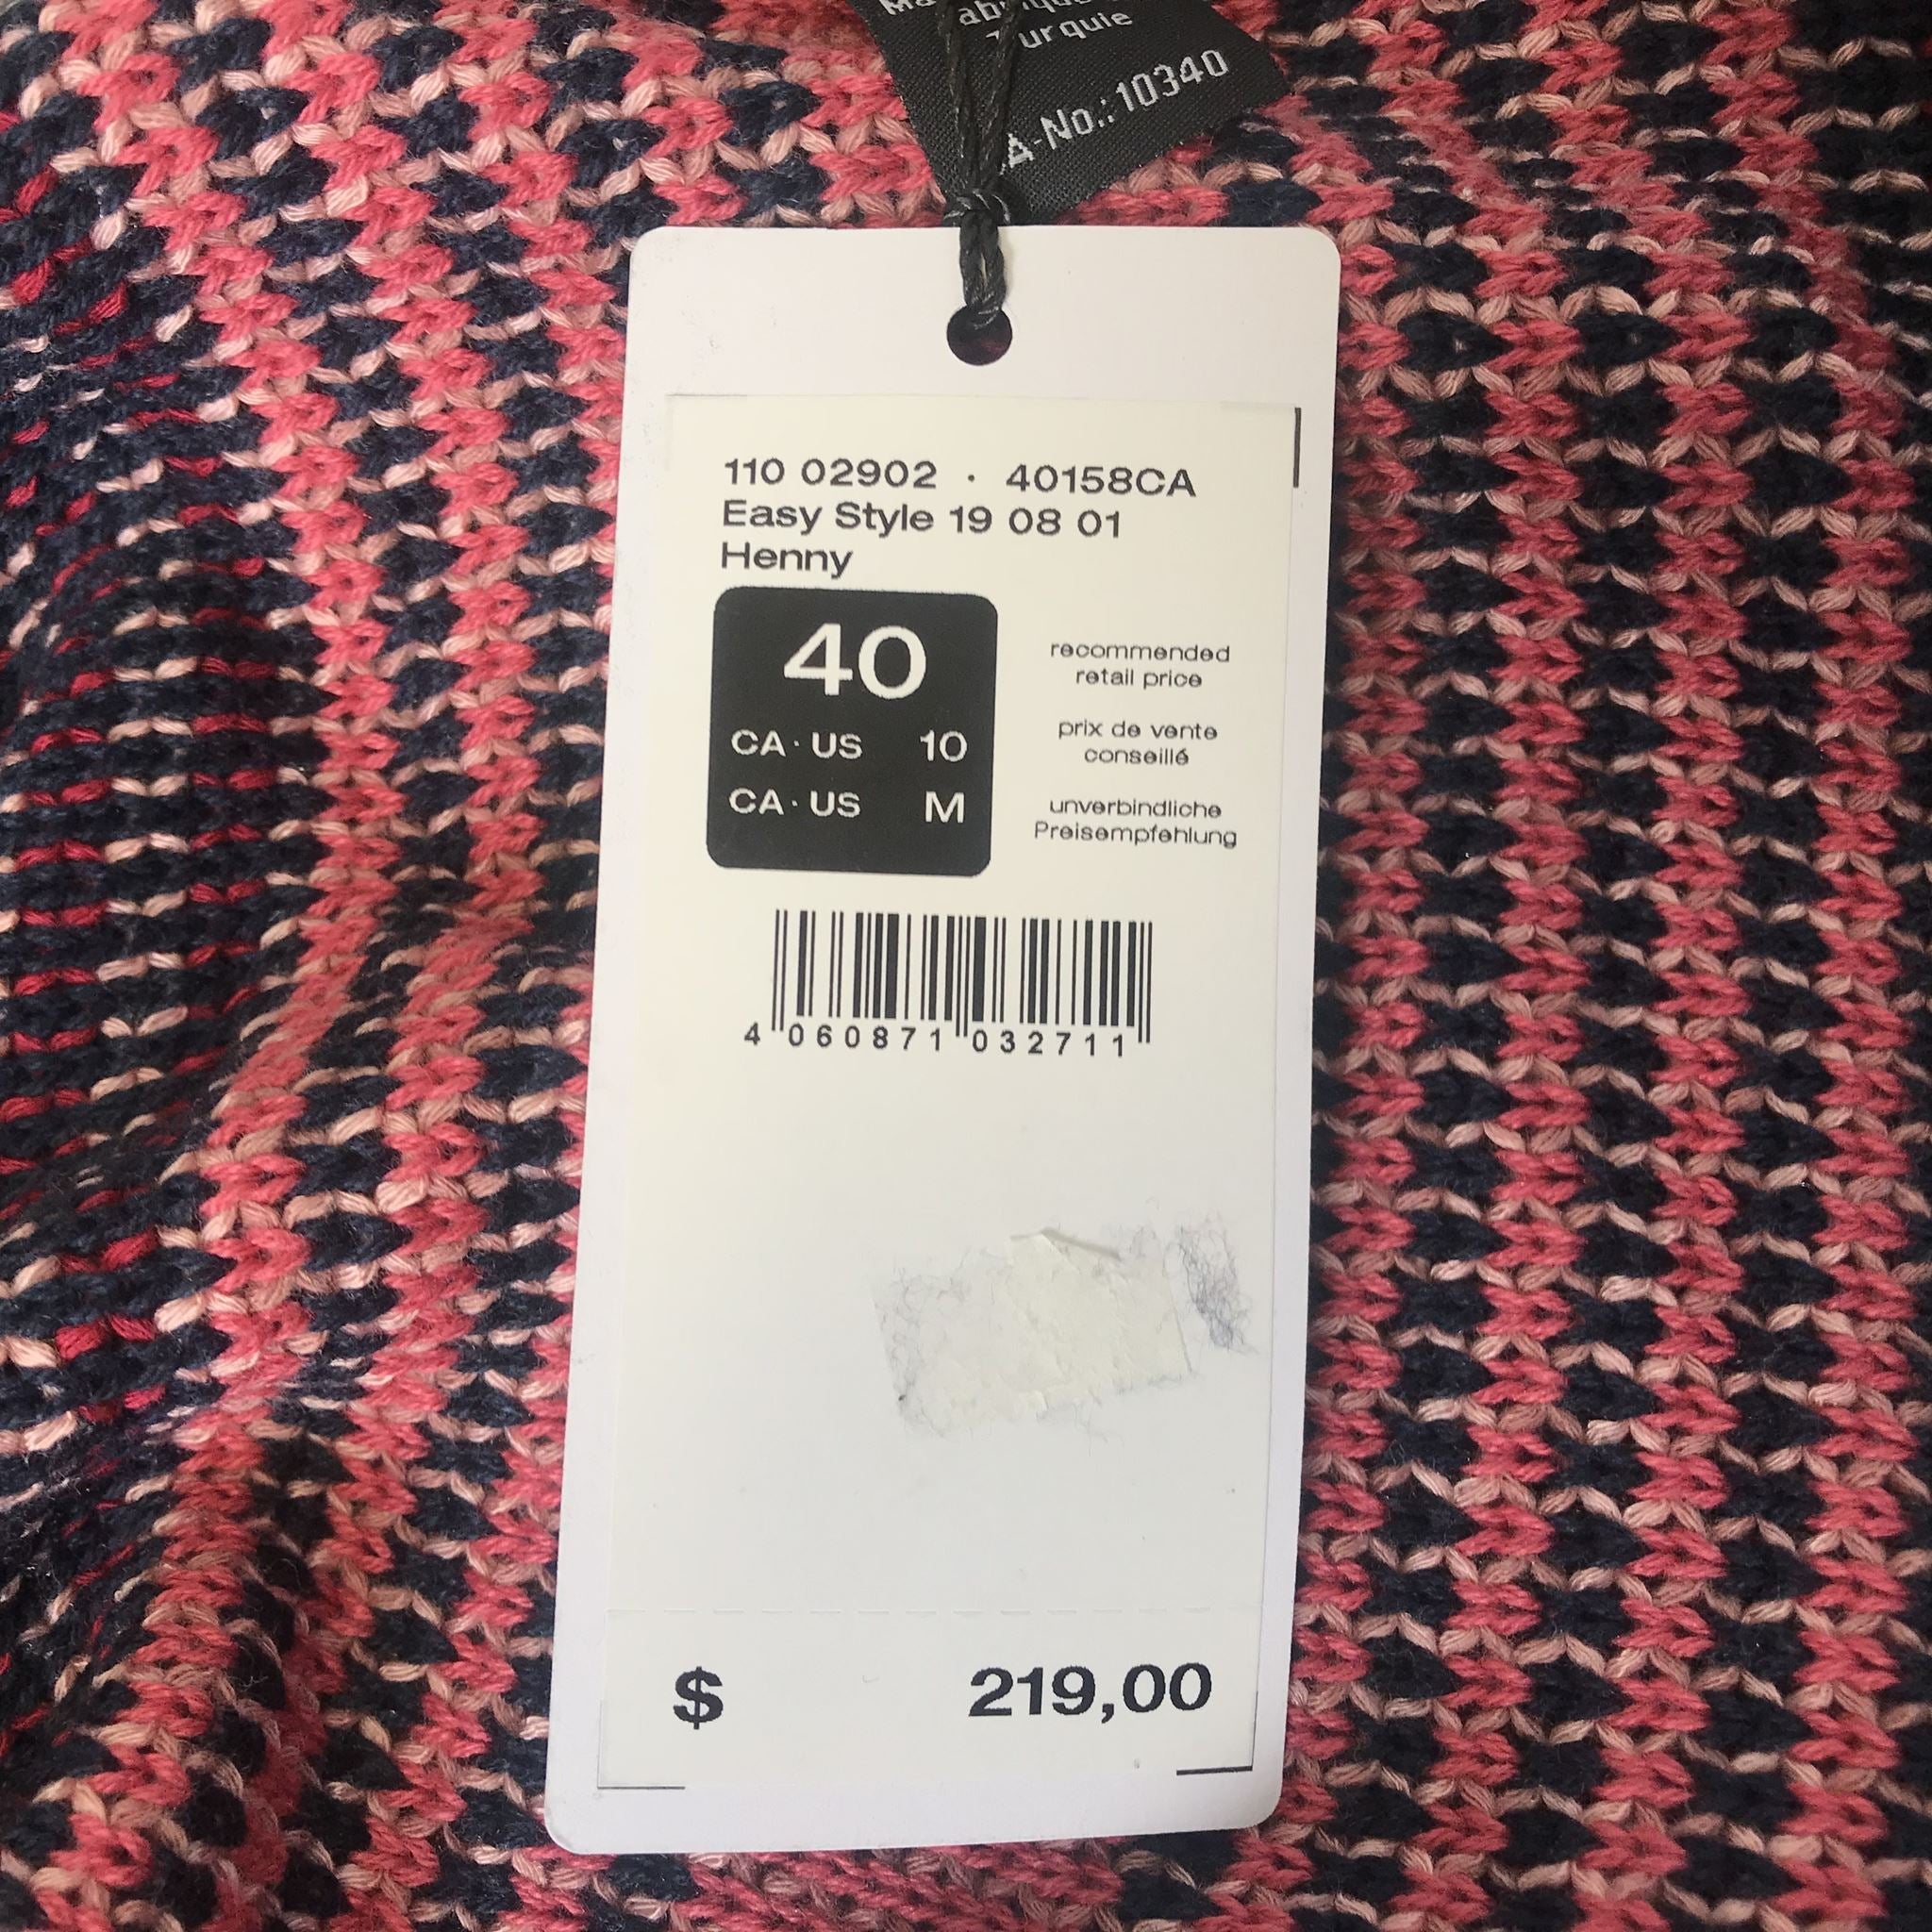 Turquie
-No.: 10340
110 02902 · 40158CA
Easy Style 19 08 01
Henny
40
CA · US 10
CA · US M
recommended
retail price
prix de vente
conseillé
unverbindliche
Preisempfehlung
4 060871 032711
$ 219,00